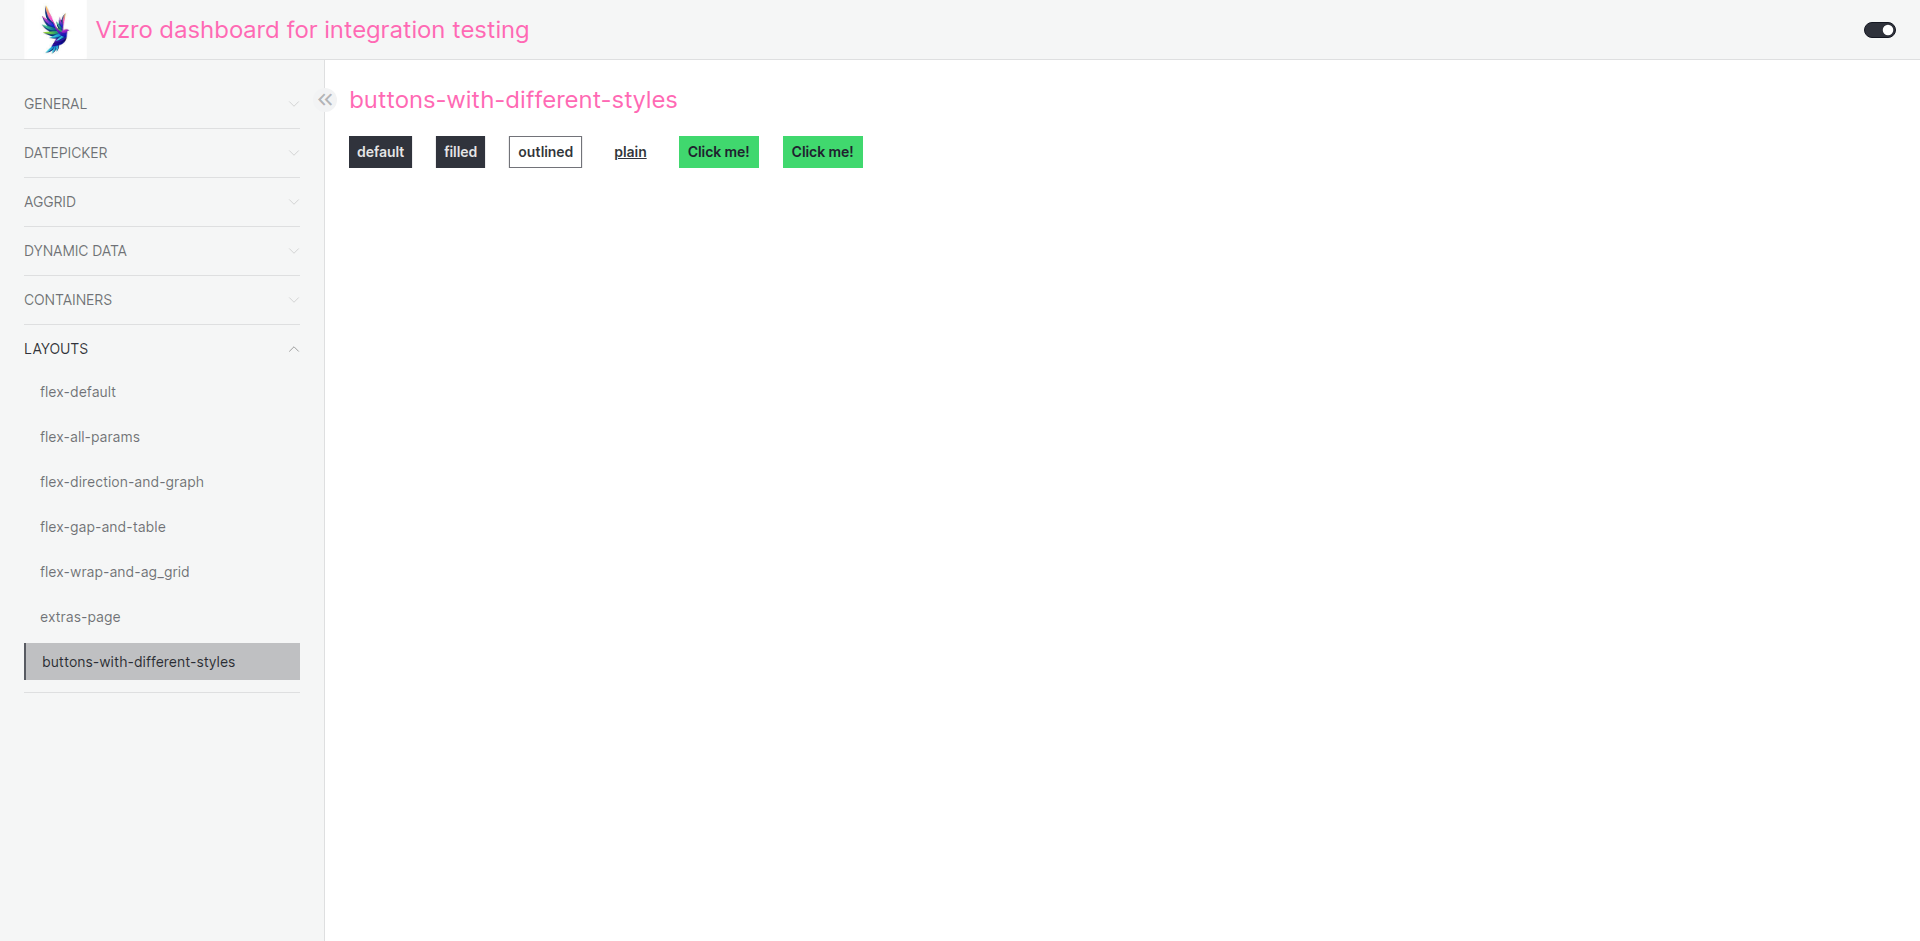 Vizro dashboard for integration testing
GENERAL
DATEPICKER
AGGRID
DYNAMIC DATA
CONTAINERS
LAYOUTS
flex-default
flex-all-params
flex-direction-and-graph
flex-gap-and-table
flex-wrap-and-ag_grid
extras-page
buttons-with-different-styles
buttons-with-different-styles
default filled outlined plain Click me! Click me!